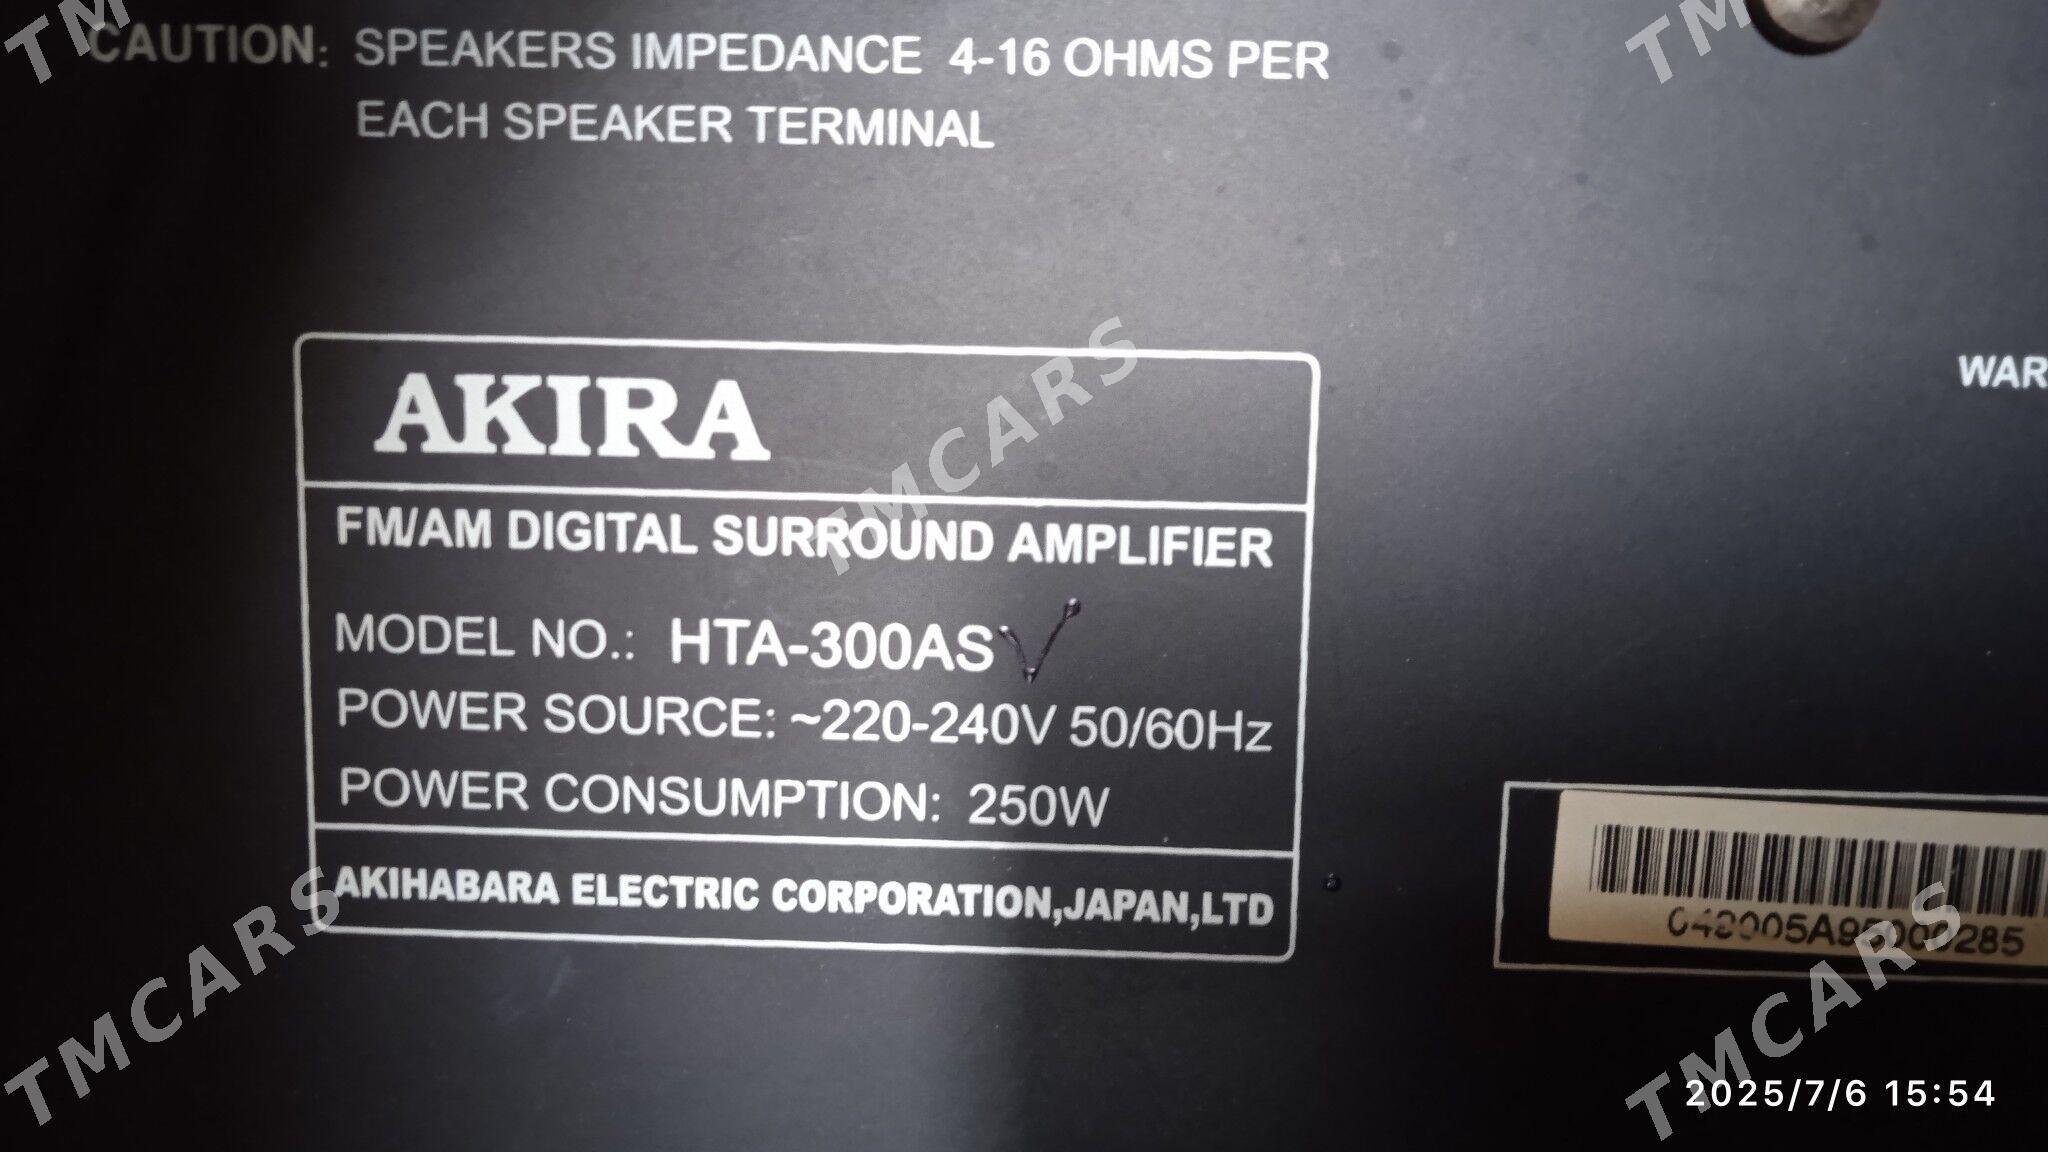 CAUTION: SPEAKERS IMPEDANCE 4-16 OHMS PER
EACH SPEAKER TERMINAL
WAR
AKIRA
FM/AM DIGITAL SURROUND AMPLIFIER
MODEL NO.: HTA-300AS V
POWER SOURCE: ~220-240V 50/60Hz
POWER CONSUMPTION: 250W
AKIHABARA ELECTRIC CORPORATION,JAPAN,LTD
TMCARS
TMCARS
TMCARS
2025/7/6 15:54